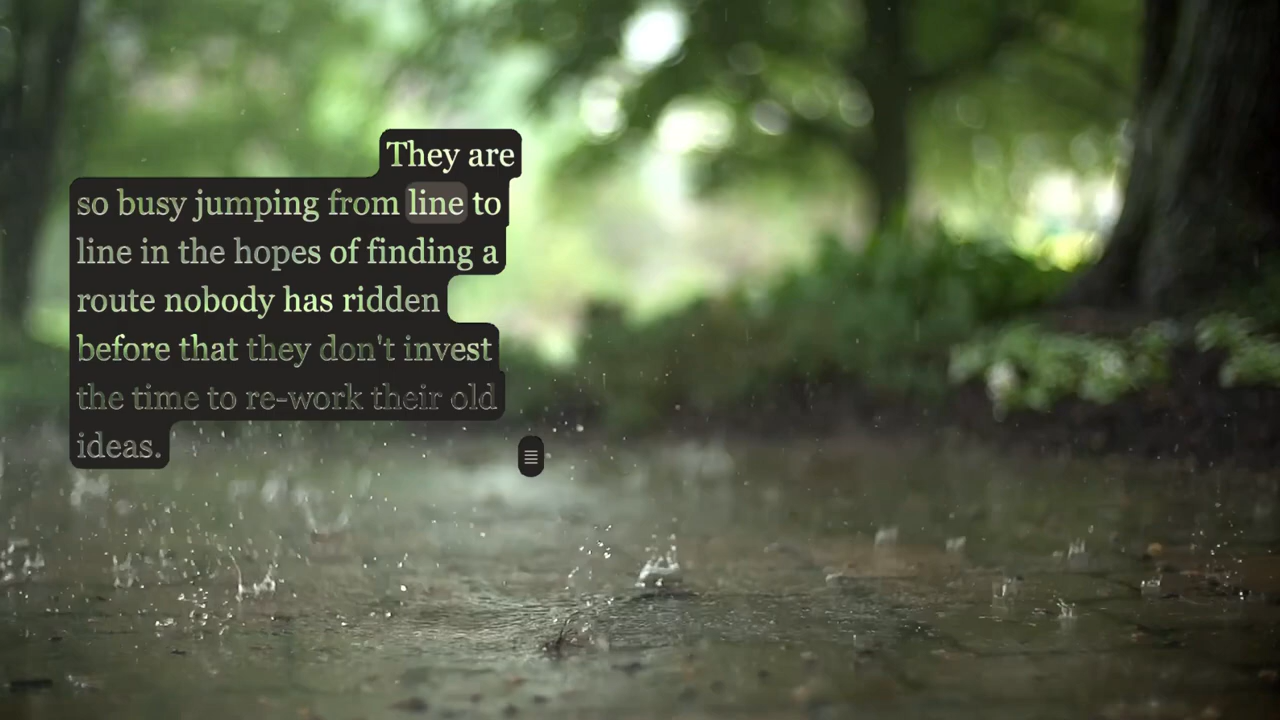 They are
so busy jumping from line to
line in the hopes of finding a
route nobody has ridden
before that they don't invest
the time to re-work their old
ideas.